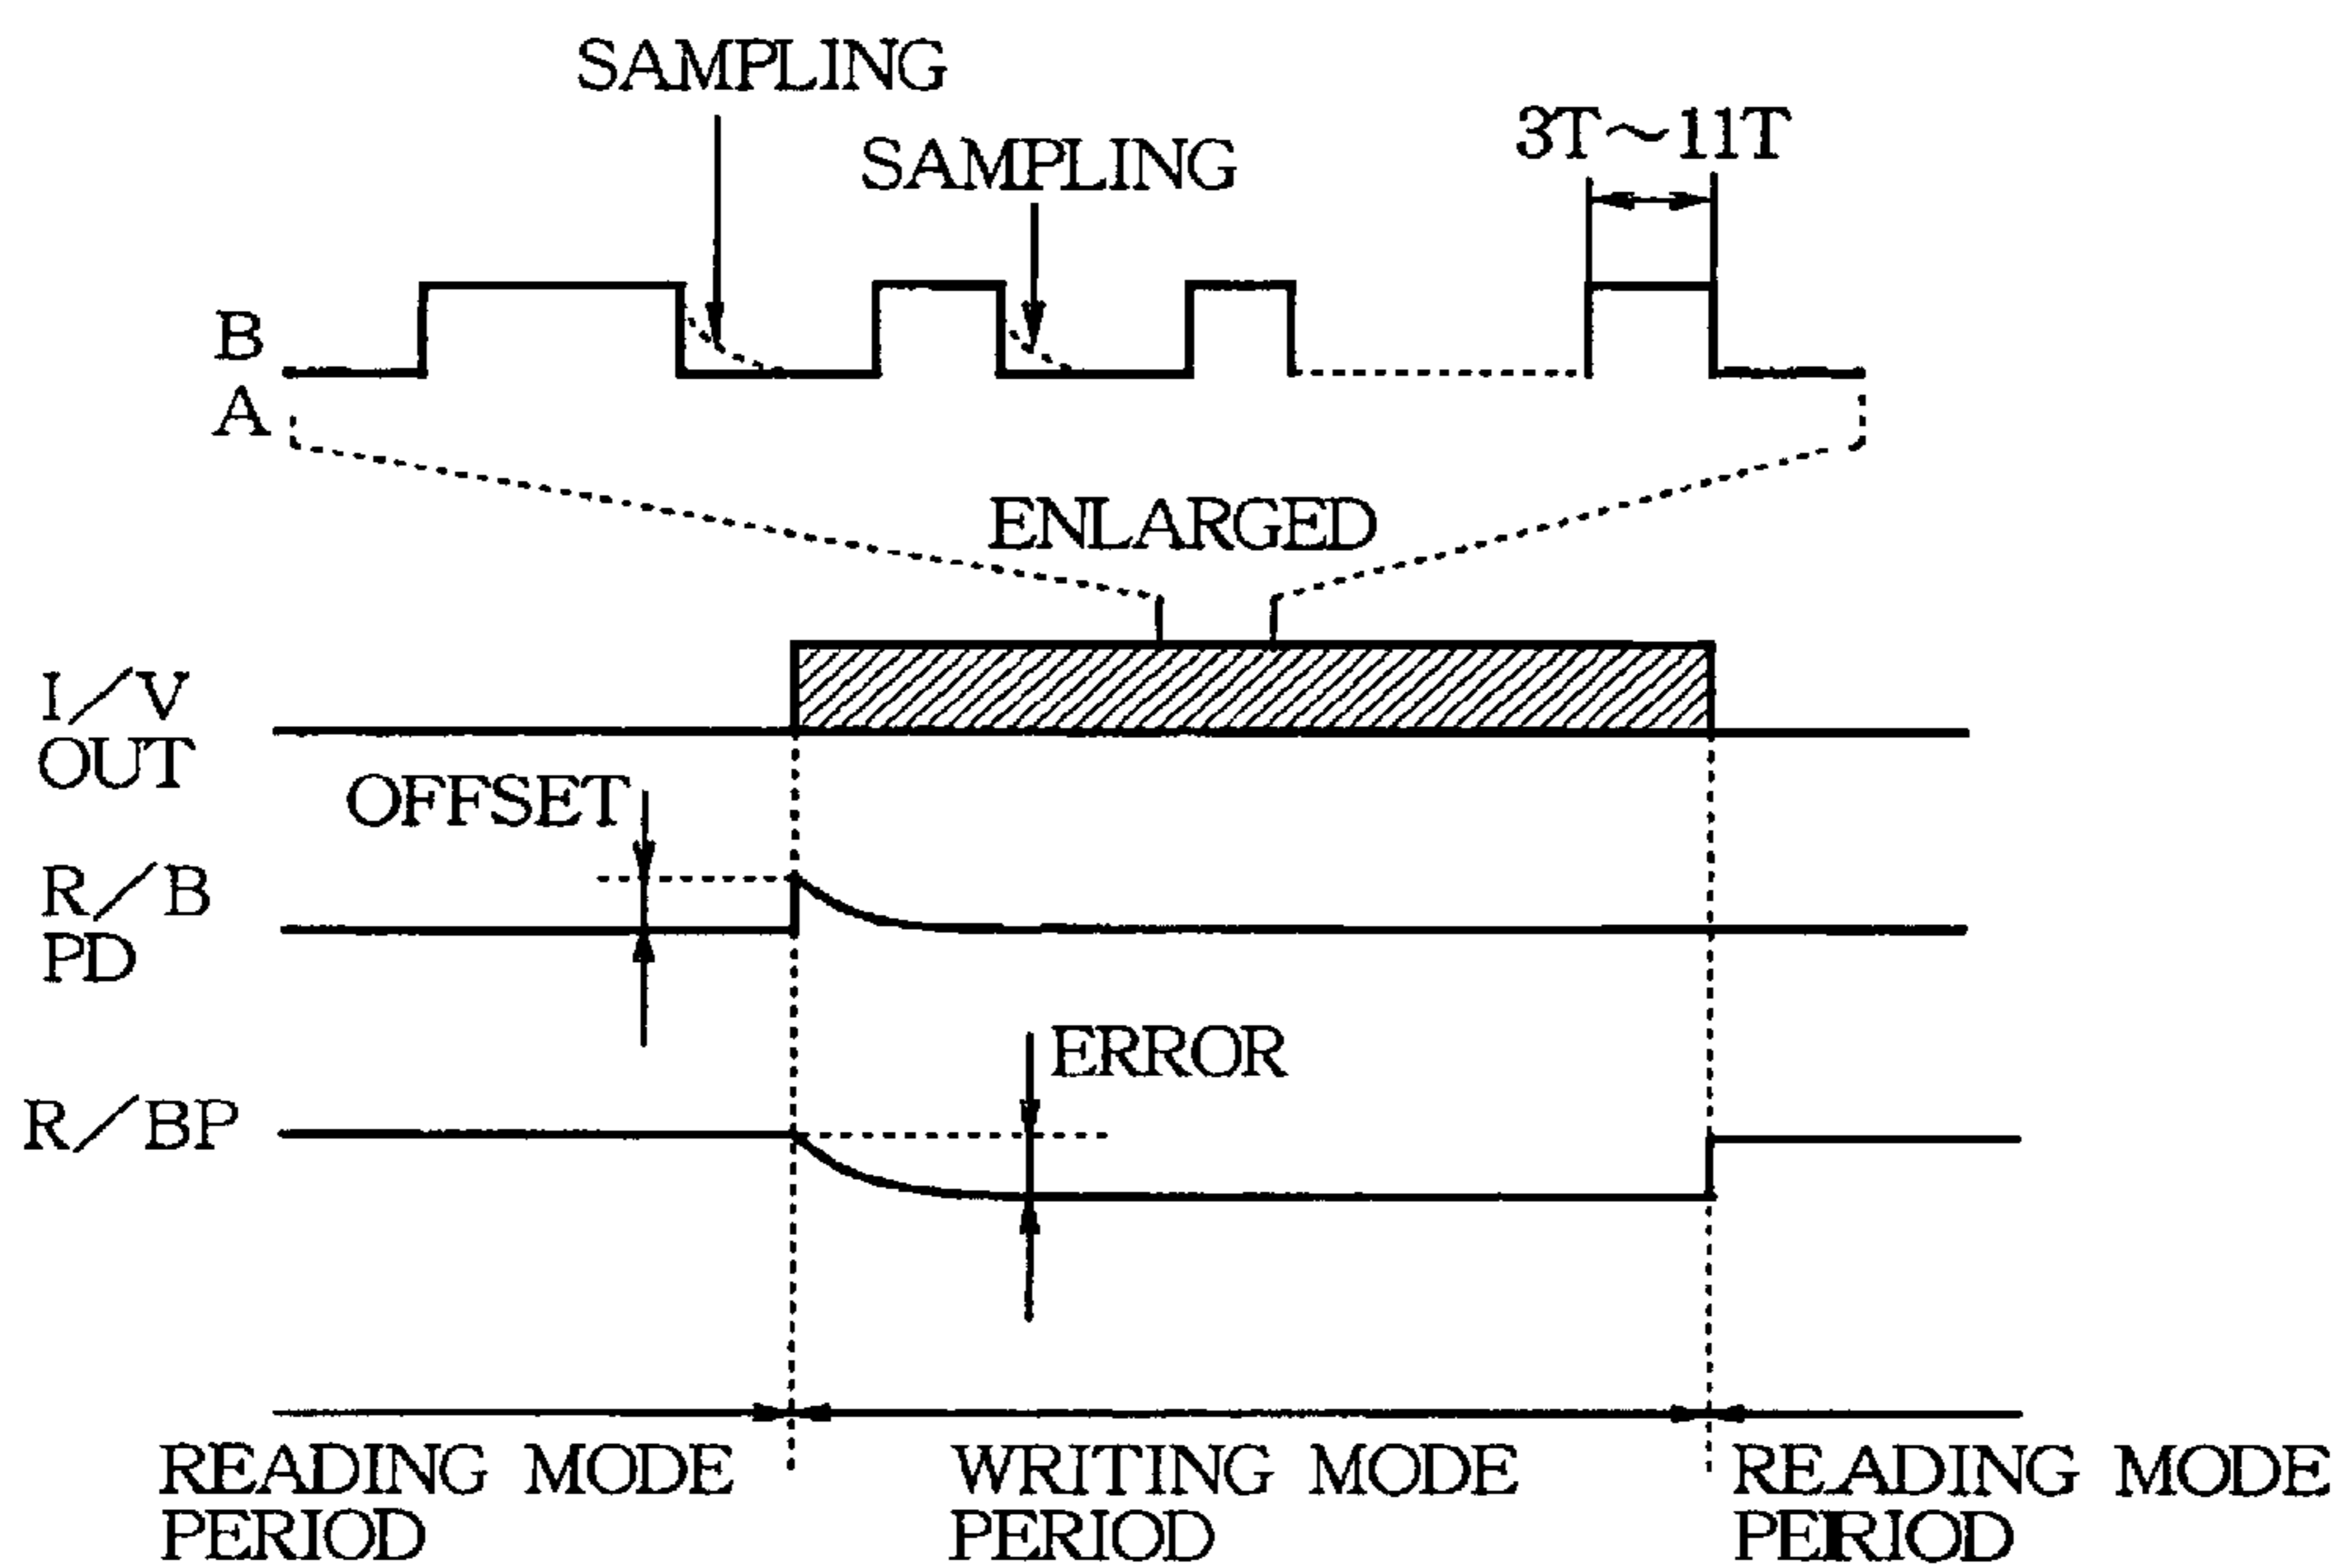 SAMPLING
SAMPLING
3T~11T
B
A
ENLARGED
I/V
OUT
OFFSET
R/B
PD
ERROR
R/BP
READING MODE
PERIOD
WRITING MODE
PERIOD
READING MODE
PERIOD